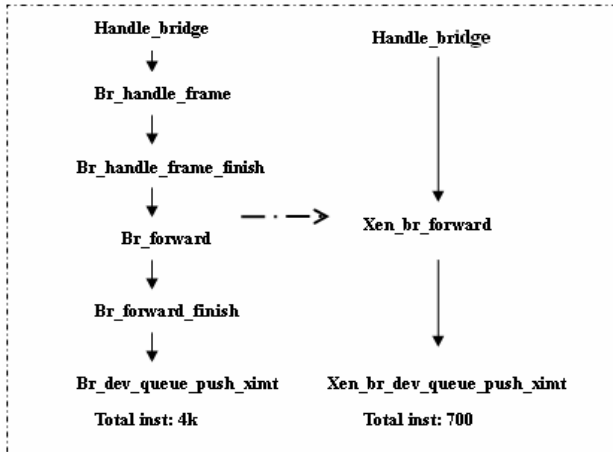 Handle_bridge
Br_handle_frame
Br_handle_frame_finish
Br_forward
Br_forward_finish
Br_dev_queue_push_ximt
Total inst: 4k
Handle_bridge
Xen_br_forward
Xen_br_dev_queue_push_ximt
Total inst: 700